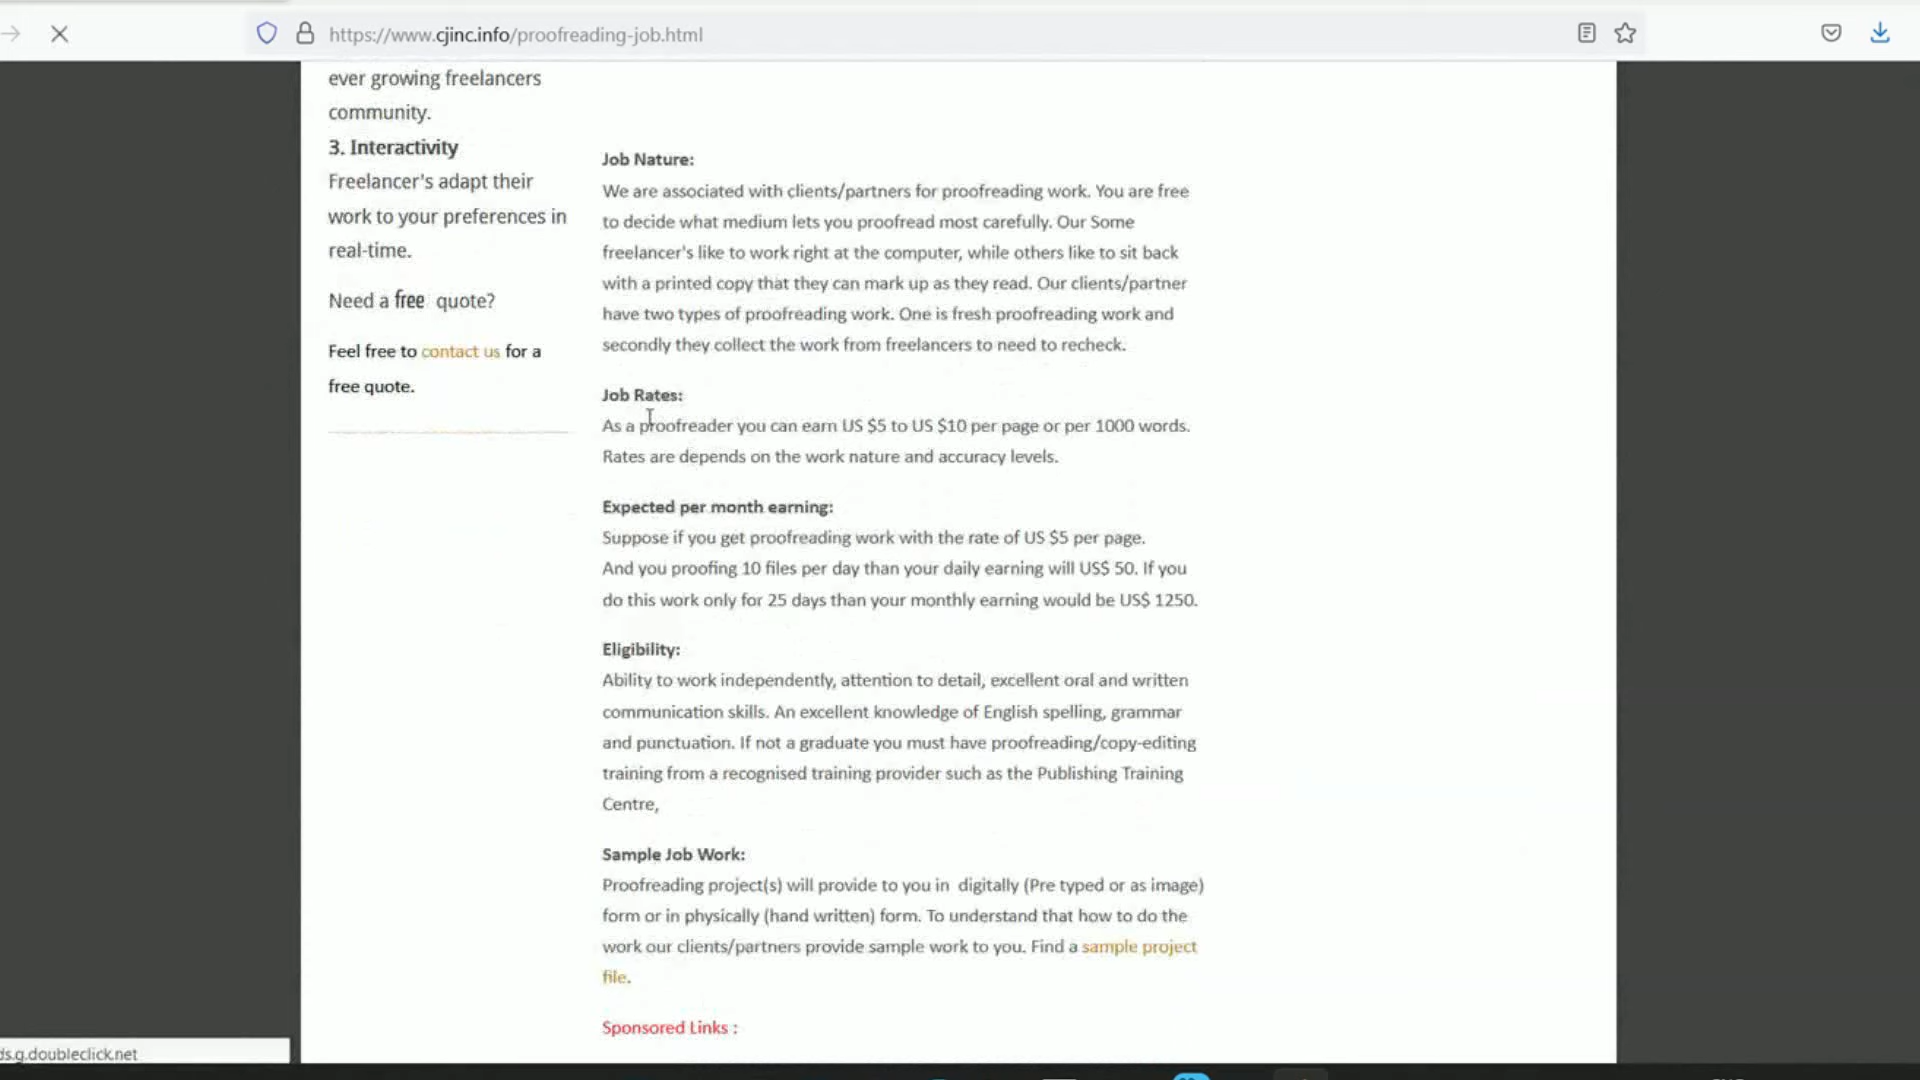 https://www.cjinc.info/proofreading-job.html
ever growing freelancers
community.
3. Interactivity
Freelancer's adapt their
work to your preferences in
real-time.
Need a free quote?
Feel free to contact us for a
free quote.
Job Nature:
We are associated with clients/partners for proofreading work. You are free
to decide what medium lets you proofread most carefully. Our Some
freelancer's like to work right at the computer, while others like to sit back
with a printed copy that they can mark up as they read. Our clients/partner
have two types of proofreading work. One is fresh proofreading work and
secondly they collect the work from freelancers to need to recheck.
Job Rates:
As a proofreader you can earn US $5 to US $10 per page or per 1000 words.
Rates are depends on the work nature and accuracy levels.
Expected per month earning:
Suppose if you get proofreading work with the rate of US $5 per page.
And you proofing 10 files per day than your daily earning will US$ 50. If you
do this work only for 25 days than your monthly earning would be US$ 1250.
Eligibility:
Ability to work independently, attention to detail, excellent oral and written
communication skills. An excellent knowledge of English spelling, grammar
and punctuation. If not a graduate you must have proofreading/copy-editing
training from a recognised training provider such as the Publishing Training
Centre,
Sample Job Work:
Proofreading project(s) will provide to you in digitally (Pre typed or as image)
form or in physically (hand written) form. To understand that how to do the
work our clients/partners provide sample work to you. Find a sample project
file.
Sponsored Links :
ds.g.doubleclick.net